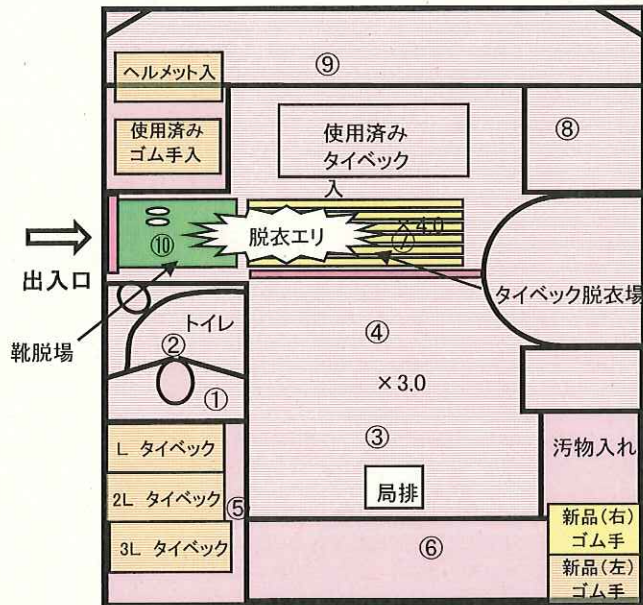 ⑨
ヘルメット入
使用済み
ゴム手入
使用済み
タイベック
入
⑧
×4.0
⑦
脱衣エリ
⑩
出入口
タイベック脱衣場
靴脱場
トイレ
②
①
④
×3.0
③
局排
L タイベック
2L タイベック
3L タイベック
⑤
⑥
汚物入れ
新品(右)
ゴム手
新品(左)
ゴム手